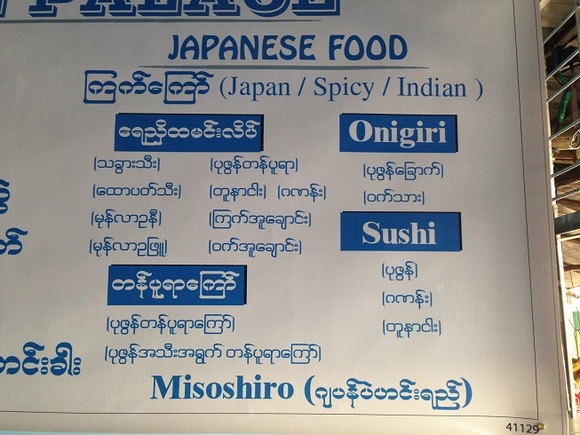 PALACE
JAPANESE FOOD
ကြက်ကြော် (Japan / Spicy / Indian )
ရေညှိထမင်းလိပ်
(သခွားသီး) (ပုဇွန်တန်ပူရာ)
(ထောပတ်သီး) (တူနာငါး) (ဂဏန်း)
(မုန်လာဥနီ) (ကြက်အူချောင်း)
(မုန်လာဥဖြူ) (ဝက်အူချောင်း)
တန်ပူရာကြော်
(ပုဇွန်တန်ပူရာကြော်)
(ပုဇွန်အသီးအရွက် တန်ပူရာကြော်)
Onigiri
(ပုဇွန်ခြောက်)
(ဝက်သား)
Sushi
(ပုဇွန်)
(ဂဏန်း)
(တူနာငါး)
Misoshiro (ဂျပန်ပဲဟင်းရည်)
41129